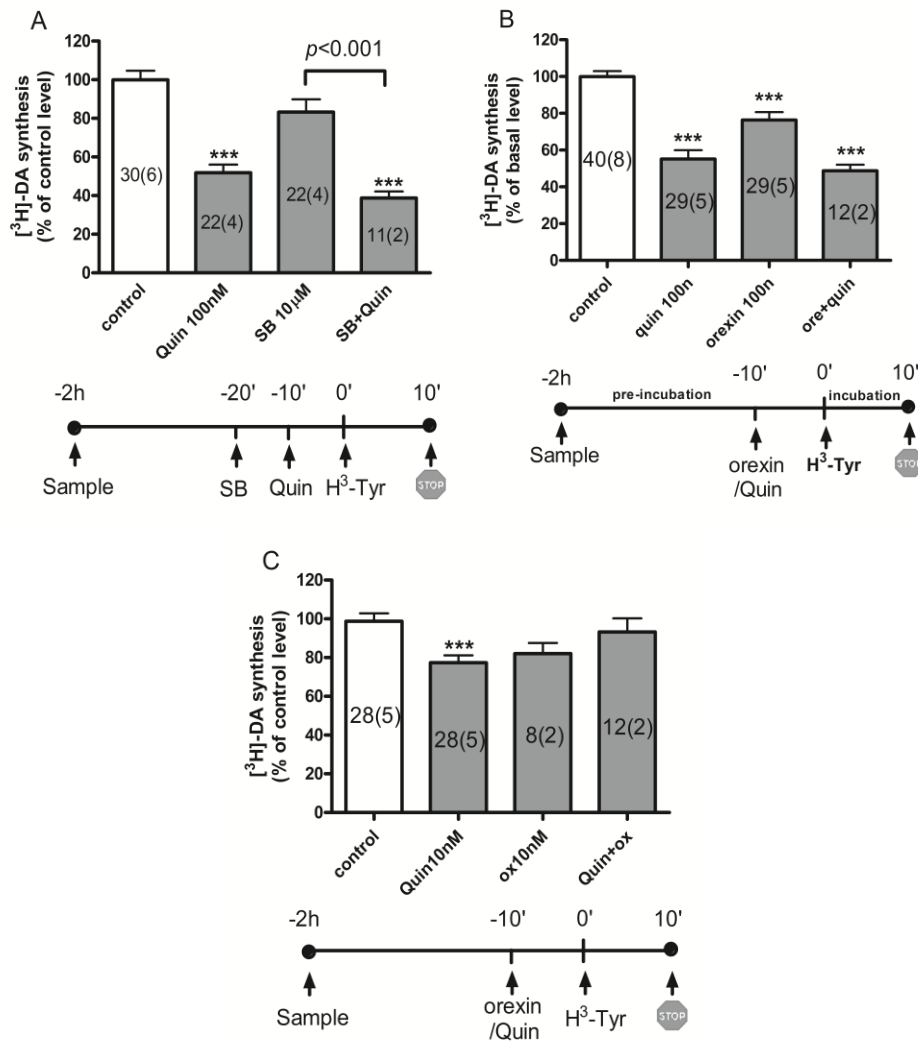 A
[³H]-DA synthesis
(% of control level)
120
100
80
60
40
20
0
p<0.001
***
***
30(6)
22(4)
22(4)
11(2)
control
Quin 100nM
SB 10μM
SB+Quin
-2h
-20'
-10'
0'
10'
Sample
SB
Quin
H³-Tyr
STOP
B
[³H]-DA synthesis
(% of basal level)
120
100
80
60
40
20
0
***
***
***
40(8)
29(5)
29(5)
12(2)
control
quin 100n
orexin 100n
ore+quin
-2h
-10'
0'
10'
pre-incubation
incubation
Sample
orexin
/Quin
H³-Tyr
STOP
C
[³H]-DA synthesis
(% of control level)
120
100
80
60
40
20
0
***
28(5)
28(5)
8(2)
12(2)
control
Quin10nM
ox10nM
Quin+ox
-2h
-10'
0'
10'
Sample
orexin
/Quin
H³-Tyr
STOP